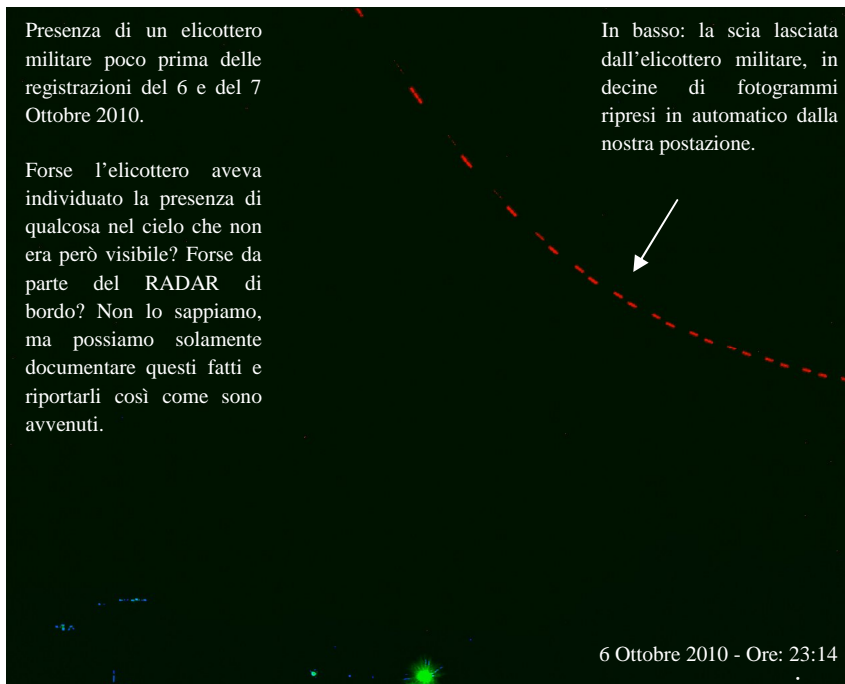 Presenza di un elicottero
militare poco prima delle
registrazioni del 6 e del 7
Ottobre 2010.
Forse l'elicottero aveva
individuato la presenza di
qualcosa nel cielo che non
era però visibile? Forse da
parte del RADAR di
bordo? Non lo sappiamo,
ma possiamo solamente
documentare questi fatti e
riportarli così come sono
avvenuti.
In basso: la scia lasciata
dall'elicottero militare, in
decine di fotogrammi
ripresi in automatico dalla
nostra postazione.
6 Ottobre 2010 - Ore: 23:14
.